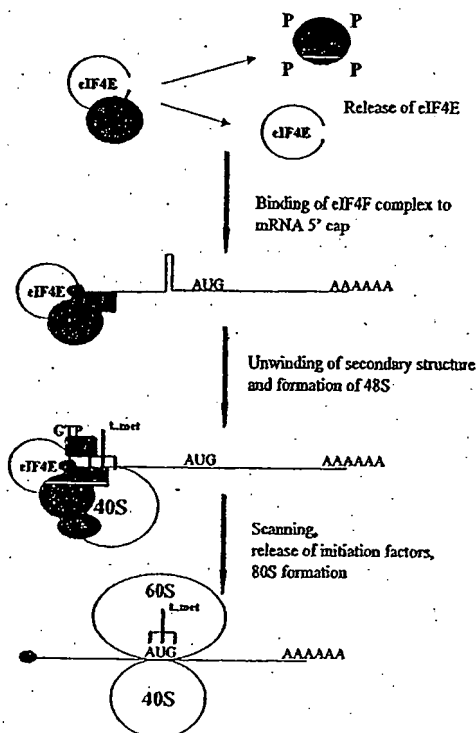 P P
eIF4E
P P
Release of eIF4E
eIF4E
Binding of eIF4F complex to
mRNA 5' cap
eIF4E
AUG
AAAAAA
Unwinding of secondary structure
and formation of 48S
GTP
t-met
eIF4E
AUG
AAAAAA
40S
Scanning,
release of initiation factors,
80S formation
60S
t-met
AUG
AAAAAA
40S